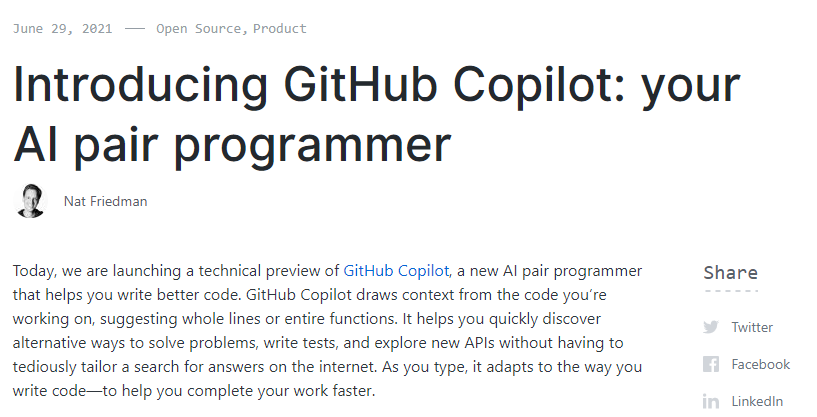 June 29, 2021 — Open Source, Product
Introducing GitHub Copilot: your
AI pair programmer
Nat Friedman
Today, we are launching a technical preview of GitHub Copilot, a new AI pair programmer
that helps you write better code. GitHub Copilot draws context from the code you’re
working on, suggesting whole lines or entire functions. It helps you quickly discover
alternative ways to solve problems, write tests, and explore new APIs without having to
tediously tailor a search for answers on the internet. As you type, it adapts to the way you
write code—to help you complete your work faster.
Share
Twitter
Facebook
LinkedIn